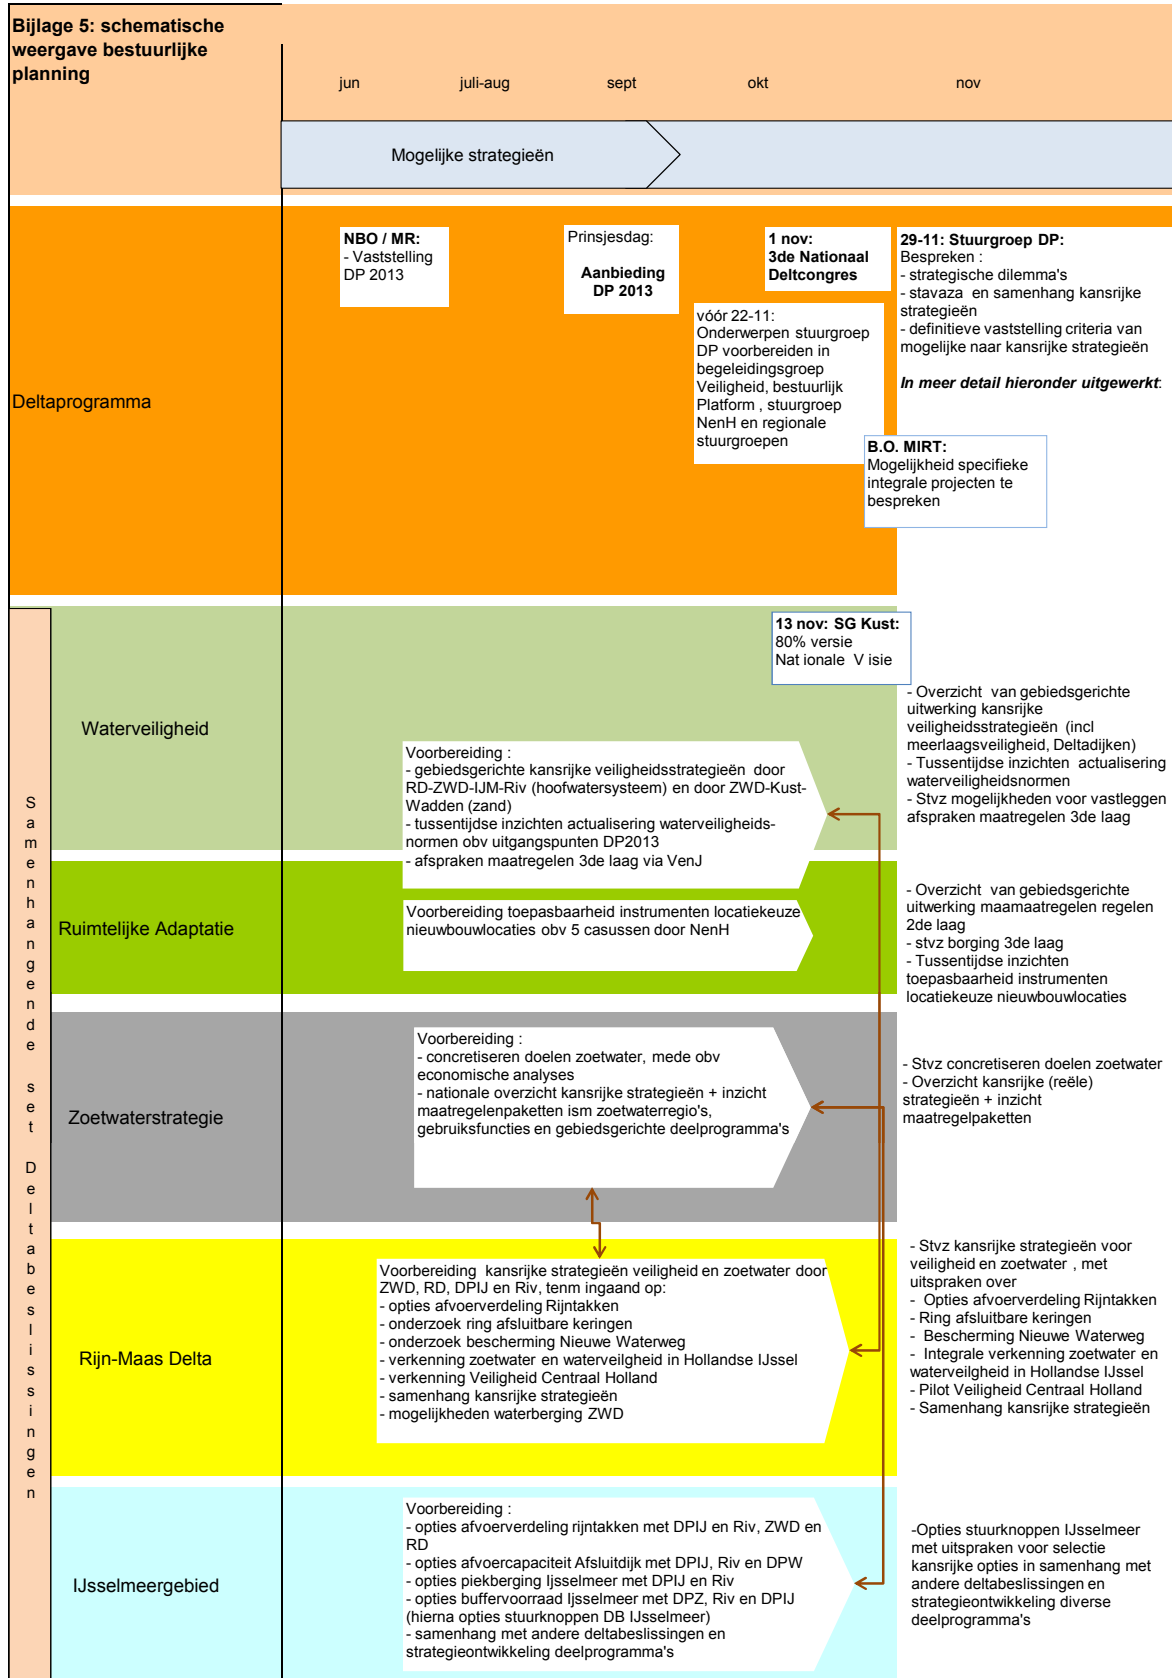 Bijlage 5: schematische
weergave bestuurlijke
planning
jun
juli-aug
sept
okt
nov
Mogelijke strategieën
Deltaprogramma
NBO / MR:
- Vaststelling
DP 2013
Prinsjesdag:
Aanbieding
DP 2013
1 nov:
3de Nationaal
Deltcongres
vóór 22-11:
Onderwerpen stuurgroep
DP voorbereiden in
begeleidingsgroep
Veiligheid, bestuurlijk
Platform , stuurgroep
NenH en regionale
stuurgroepen
29-11: Stuurgroep DP:
Bespreken :
- strategische dilemma's
- stavaza en samenhang kansrijke
strategieën
- definitieve vaststelling criteria van
mogelijke naar kansrijke strategieën
In meer detail hieronder uitgewerkt:
B.O. MIRT:
Mogelijkheid specifieke
integrale projecten te
bespreken
Samenhangende set Deltabeslissingen
Waterveiligheid
13 nov: SG Kust:
80% versie
Nat ionale V isie
Voorbereiding :
- gebiedsgerichte kansrijke veiligheidsstrategieën door
RD-ZWD-IJM-Riv (hoofwatersysteem) en door ZWD-Kust-
Wadden (zand)
- tussentijdse inzichten actualisering waterveiligheids-
normen obv uitgangspunten DP2013
- afspraken maatregelen 3de laag via VenJ
- Overzicht van gebiedsgerichte
uitwerking kansrijke
veiligheidsstrategieën (incl
meerlaagsveiligheid, Deltadijken)
- Tussentijdse inzichten actualisering
waterveiligheidsnormen
- Stvz mogelijkheden voor vastleggen
afspraken maatregelen 3de laag
Ruimtelijke Adaptatie
Voorbereiding toepasbaarheid instrumenten locatiekeuze
nieuwbouwlocaties obv 5 casussen door NenH
- Overzicht van gebiedsgerichte
uitwerking maamaatregelen regelen
2de laag
- stvz borging 3de laag
- Tussentijdse inzichten
toepasbaarheid instrumenten
locatiekeuze nieuwbouwlocaties
Zoetwaterstrategie
Voorbereiding :
- concretiseren doelen zoetwater, mede obv
economische analyses
- nationale overzicht kansrijke strategieën + inzicht
maatregelenpaketten ism zoetwaterregio's,
gebruiksfuncties en gebiedsgerichte deelprogramma's
- Stvz concretiseren doelen zoetwater
- Overzicht kansrijke (reële)
strategieën + inzicht
maatregelpaketten
Rijn-Maas Delta
Voorbereiding kansrijke strategieën veiligheid en zoetwater door
ZWD, RD, DPIJ en Riv, tenm ingaand op:
- opties afvoerverdeling Rijntakken
- onderzoek ring afsluitbare keringen
- onderzoek bescherming Nieuwe Waterweg
- verkenning zoetwater en waterveilgheid in Hollandse IJssel
- verkenning Veiligheid Centraal Holland
- samenhang kansrijke strategieën
- mogelijkheden waterberging ZWD
- Stvz kansrijke strategieën voor
veiligheid en zoetwater , met
uitspraken over
- Opties afvoerverdeling Rijntakken
- Ring afsluitbare keringen
- Bescherming Nieuwe Waterweg
- Integrale verkenning zoetwater en
waterveilgheid in Hollandse IJssel
- Pilot Veiligheid Centraal Holland
- Samenhang kansrijke strategieën
IJsselmeergebied
Voorbereiding :
- opties afvoerverdeling rijntakken met DPIJ en Riv, ZWD en
RD
- opties afvoercapaciteit Afsluitdijk met DPIJ, Riv en DPW
- opties piekberging Ijsselmeer met DPIJ en Riv
- opties buffervoorraad Ijsselmeer met DPZ, Riv en DPIJ
(hierna opties stuurknoppen DB IJsselmeer)
- samenhang met andere deltabeslissingen en
strategieontwikkeling deelprogramma's
-Opties stuurknoppen IJsselmeer
met uitspraken voor selectie
kansrijke opties in samenhang met
andere deltabeslissingen en
strategieontwikkeling diverse
deelprogramma's